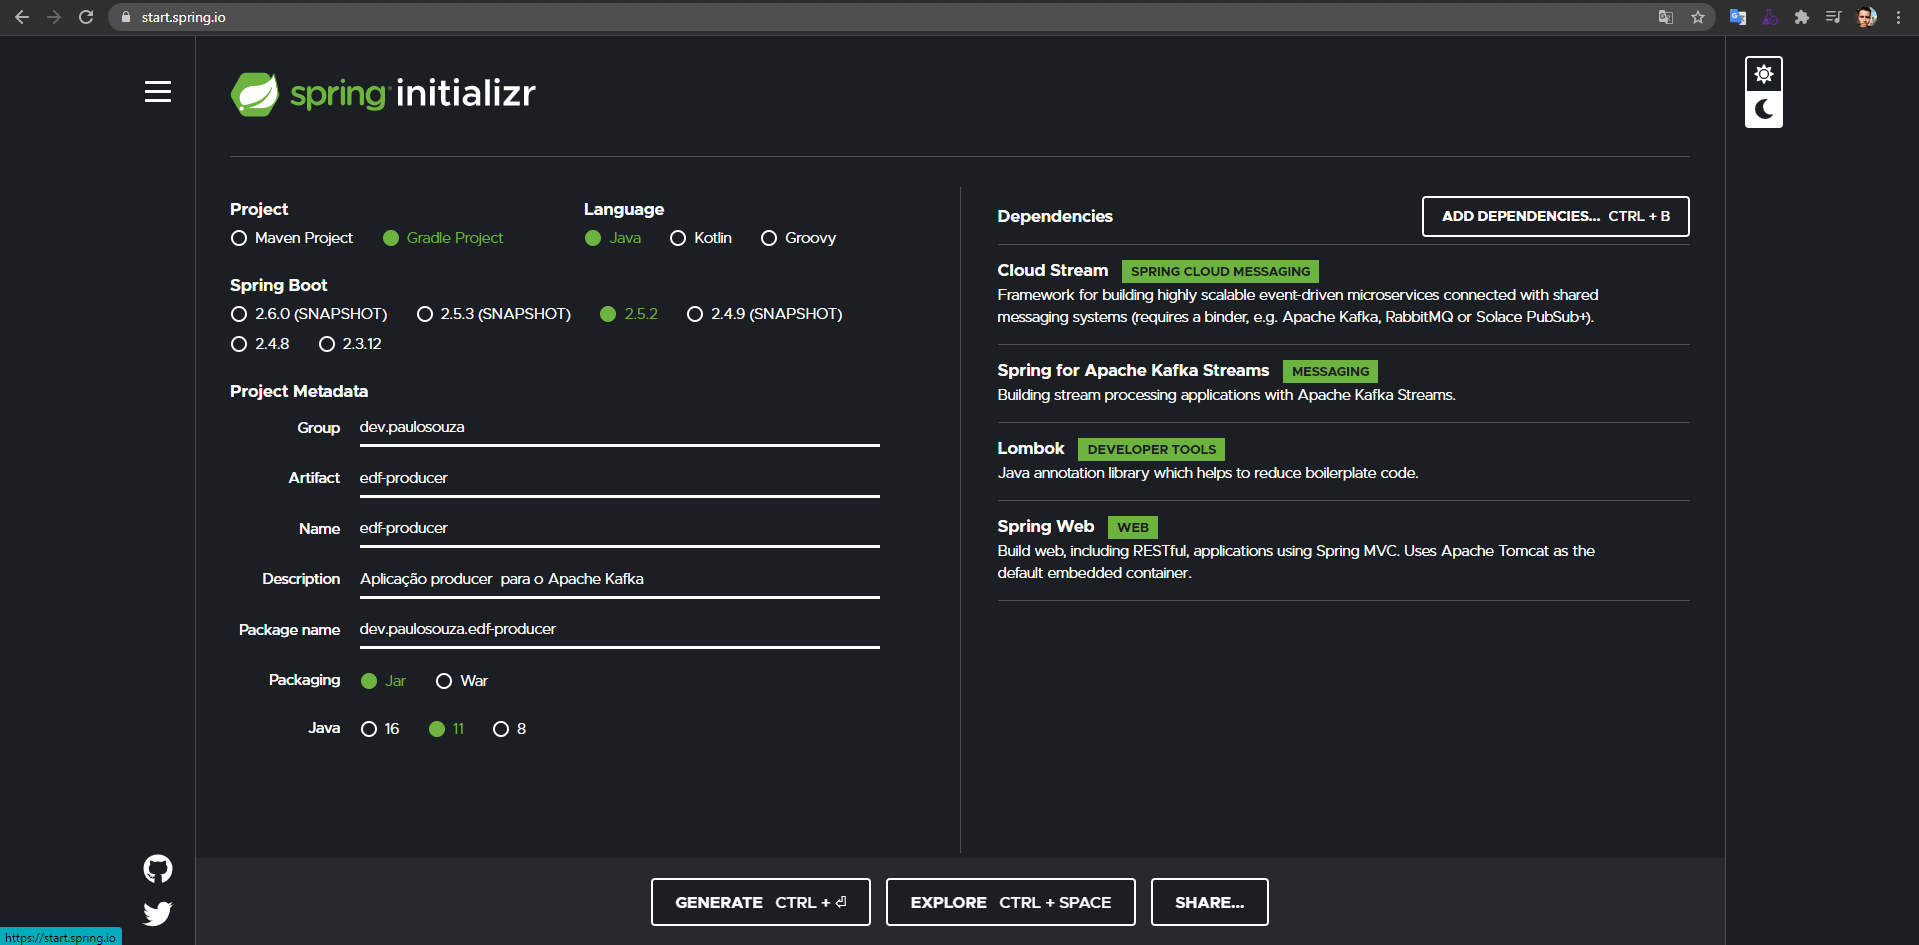 start.spring.io
spring initializr
Project
Maven Project
Gradle Project
Language
Java
Kotlin
Groovy
Spring Boot
2.6.0 (SNAPSHOT)
2.5.3 (SNAPSHOT)
2.5.2
2.4.9 (SNAPSHOT)
2.4.8
2.3.12
Project Metadata
Group dev.paulosouza
Artifact edf-producer
Name edf-producer
Description Aplicação producer  para o Apache Kafka
Package name dev.paulosouza.edf-producer
Packaging Jar War
Java 16 11 8
Dependencies
ADD DEPENDENCIES... CTRL + B
Cloud Stream SPRING CLOUD MESSAGING
Framework for building highly scalable event-driven microservices connected with shared
messaging systems (requires a binder, e.g. Apache Kafka, RabbitMQ or Solace PubSub+).
Spring for Apache Kafka Streams MESSAGING
Building stream processing applications with Apache Kafka Streams.
Lombok DEVELOPER TOOLS
Java annotation library which helps to reduce boilerplate code.
Spring Web WEB
Build web, including RESTful, applications using Spring MVC. Uses Apache Tomcat as the
default embedded container.
GENERATE CTRL + ⏎
EXPLORE CTRL + SPACE
SHARE...
https://start.spring.io